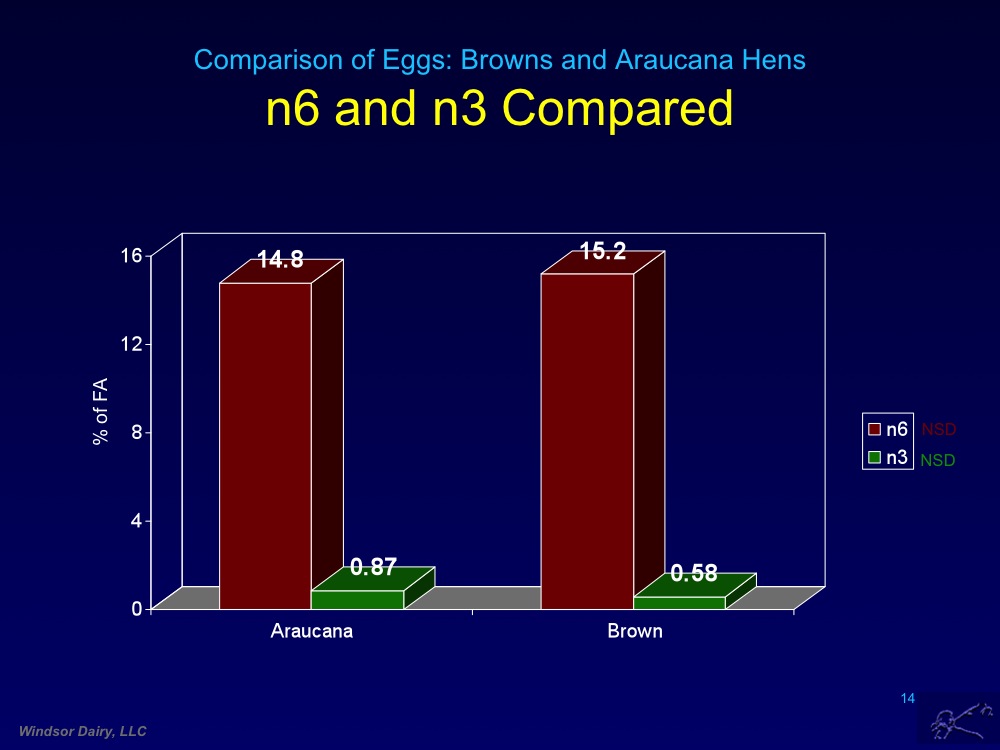 Comparison of Eggs: Browns and Araucana Hens
n6 and n3 Compared
16
12
8
4
0
% of FA
14.8
0.87
15.2
0.58
Araucana
Brown
n6 NSD
n3 NSD
14
Windsor Dairy, LLC